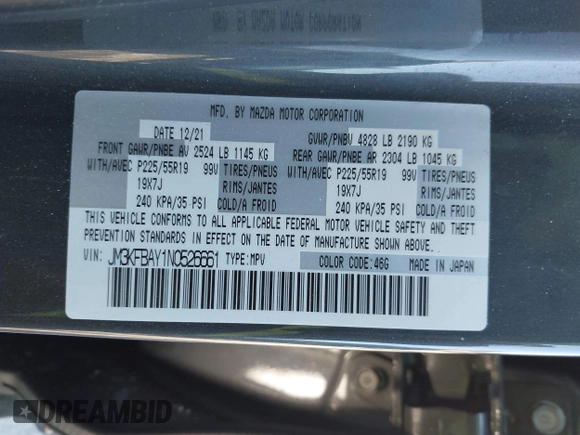 MFD. BY MAZDA MOTOR CORPORATION
DATE 12/21 GVWR/PNBV 4828 LB 2190 KG
FRONT GAWR/PNBE AV 2524 LB 1145 KG REAR GAWR/PNBE AR 2304 LB 1045 KG
WITH/AVEC P225/55R19 99V TIRES/PNEUS WITH/AVEC P225/55R19 99V TIRES/PNEUS
19X7J RIMS/JANTES 19X7J RIMS/JANTES
240 KPA/35 PSI COLD/A FROID 240 KPA/35 PSI COLD/A FROID
THIS VEHICLE CONFORMS TO ALL APPLICABLE FEDERAL MOTOR VEHICLE SAFETY AND THEFT
PREVENTION STANDARDS IN EFFECT ON THE DATE OF MANUFACTURE SHOWN ABOVE.
VIN: JM3KFBAY1N0526661 TYPE:MPV COLOR CODE:46G MADE IN JAPAN
DREAMBID